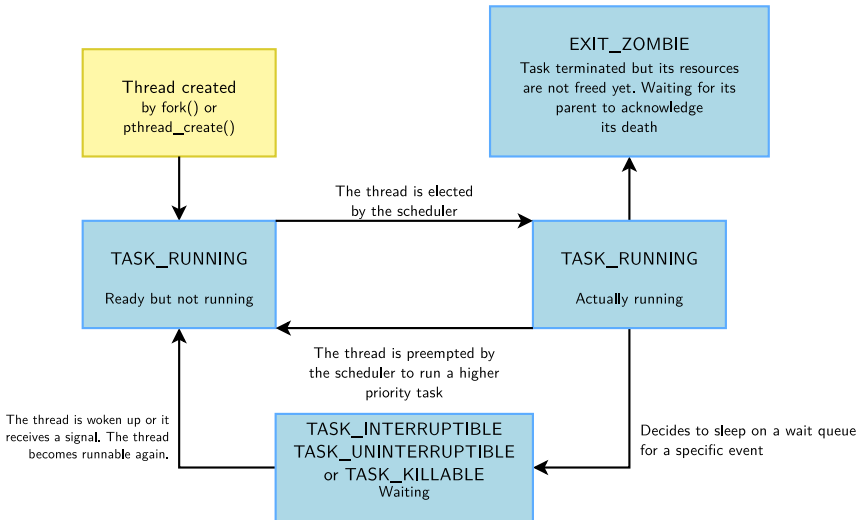 Thread created
by fork() or
pthread_create()
EXIT_ZOMBIE
Task terminated but its resources
are not freed yet. Waiting for its
parent to acknowledge
its death
The thread is elected
by the scheduler
TASK_RUNNING
Ready but not running
TASK_RUNNING
Actually running
The thread is preempted by
the scheduler to run a higher
priority task
The thread is woken up or it
receives a signal. The thread
becomes runnable again.
TASK_INTERRUPTIBLE
TASK_UNINTERRUPTIBLE
or TASK_KILLABLE
Waiting
Decides to sleep on a wait queue
for a specific event